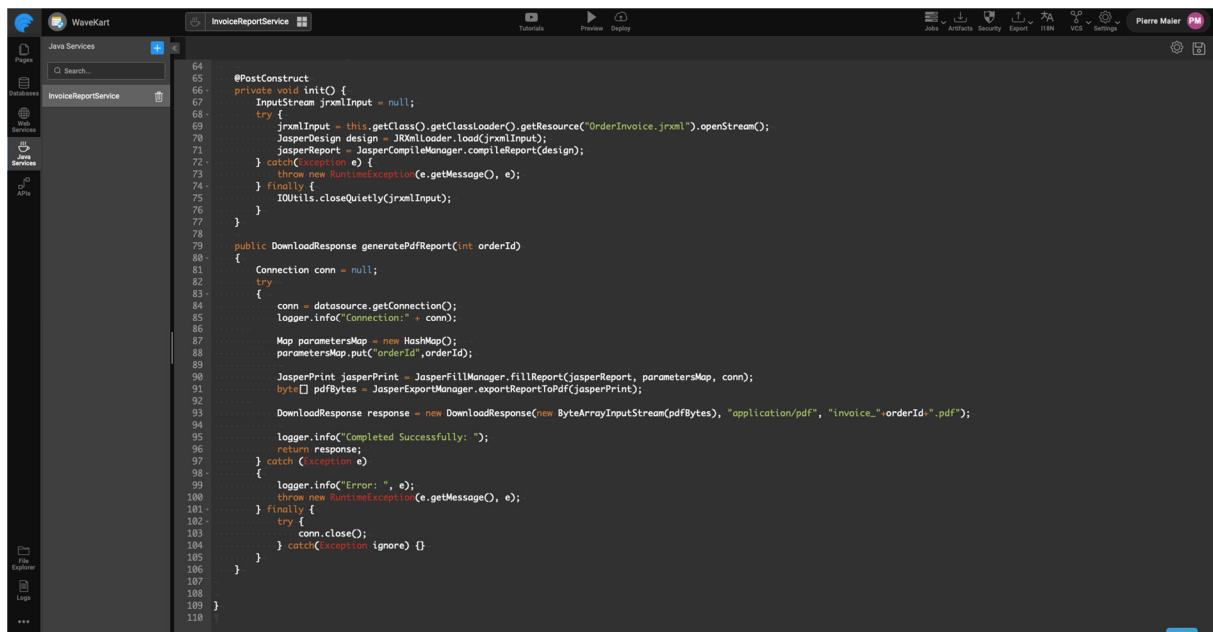 WaveKart
InvoiceReportService
Tutorials
Preview
Deploy
Jobs
Artifacts
Security
Export
I18N
VCS
Settings
Pierre Maier
PM
Pages
Databases
Web
Services
Java
Services
APIs
File
Explorer
Logs
Java Services
Search...
InvoiceReportService
64
65 @PostConstruct
66 private void init() {
67 InputStream jrxmlInput = null;
68 try {
69 jrxmlInput = this.getClass().getClassLoader().getResource("OrderInvoice.jrxml").openStream();
70 JasperDesign design = JRXmlLoader.load(jrxmlInput);
71 jasperReport = JasperCompileManager.compileReport(design);
72 } catch(Exception e) {
73 throw new RuntimeException(e.getMessage(), e);
74 } finally {
75 IOUtils.closeQuietly(jrxmlInput);
76 }
77 }
78
79 public DownloadResponse generatePdfReport(int orderId)
80 {
81 Connection conn = null;
82 try
83 {
84 conn = datasource.getConnection();
85 logger.info("Connection:" + conn);
86
87 Map parametersMap = new HashMap();
88 parametersMap.put("orderId",orderId);
89
90 JasperPrint jasperPrint = JasperFillManager.fillReport(jasperReport, parametersMap, conn);
91 byte[] pdfBytes = JasperExportManager.exportReportToPdf(jasperPrint);
92
93 DownloadResponse response = new DownloadResponse(new ByteArrayInputStream(pdfBytes), "application/pdf", "invoice_"+orderId+".pdf");
94
95 logger.info("Completed Successfully: ");
96 return response;
97 } catch (Exception e)
98 {
99 logger.info("Error: ", e);
100 throw new RuntimeException(e.getMessage(), e);
101 } finally {
102 try {
103 conn.close();
104 } catch(Exception ignore) {}
105 }
106 }
107
108
109 }
110